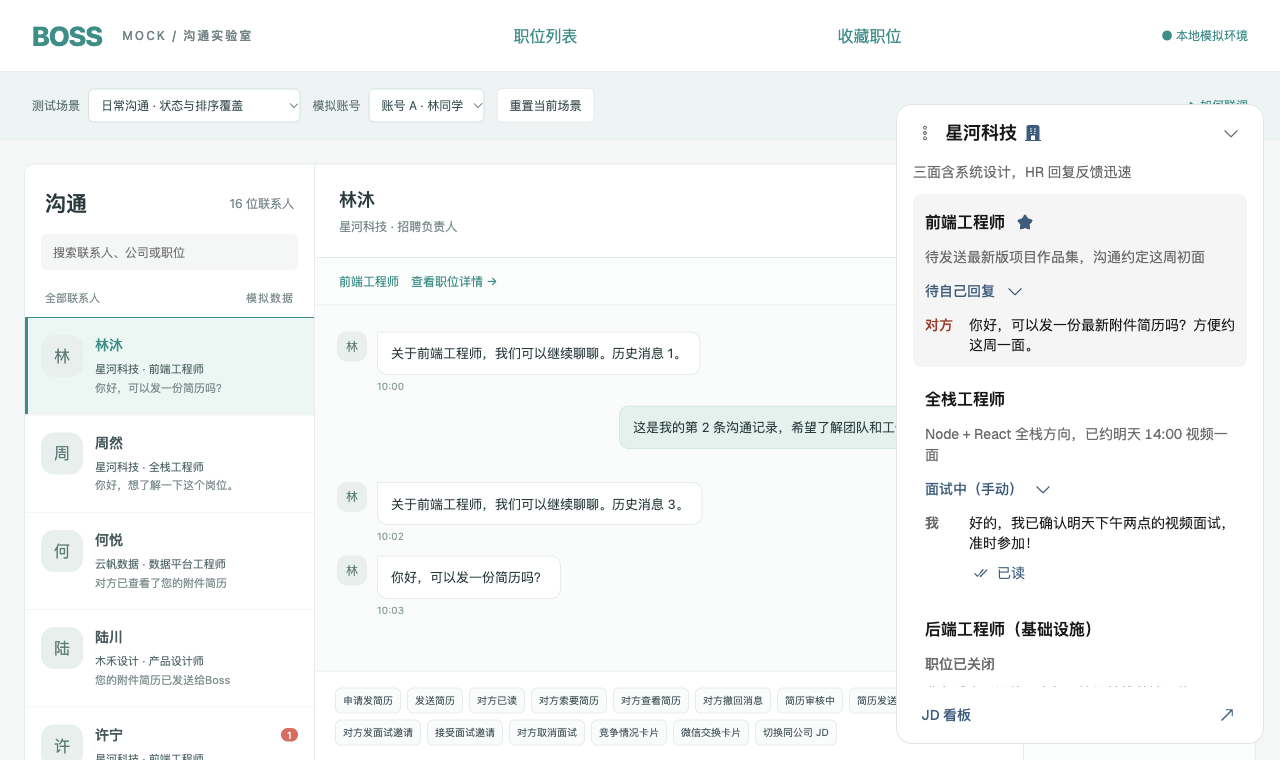 BOSS
MOCK / 沟通实验室
职位列表
收藏职位
本地模拟环境
测试场景
日常沟通 · 状态与排序覆盖
模拟账号
账号 A · 林同学
重置当前场景
沟通
16 位联系人
搜索联系人、公司或职位
全部联系人
模拟数据
林
林沐
星河科技 · 前端工程师
你好，可以发一份简历吗？
周
周然
星河科技 · 全栈工程师
你好，想了解一下这个岗位。
何
何悦
云帆数据 · 数据平台工程师
对方已查看了您的附件简历
陆
陆川
木禾设计 · 产品设计师
您的附件简历已发送给Boss
许
许宁
1
星河科技 · 前端工程师
林沐
星河科技 · 招聘负责人
前端工程师
查看职位详情 →
林
关于前端工程师，我们可以继续聊聊。历史消息 1。
10:00
这是我的第 2 条沟通记录，希望了解团队和工
林
关于前端工程师，我们可以继续聊聊。历史消息 3。
10:02
林
你好，可以发一份简历吗？
10:03
申请发简历
发送简历
对方已读
对方索要简历
对方查看简历
对方撤回消息
简历审核中
简历发送
对方发面试邀请
接受面试邀请
对方取消面试
竞争情况卡片
微信交换卡片
切换同公司 JD
星河科技
三面含系统设计，HR 回复反馈迅速
前端工程师
待发送最新版项目作品集，沟通约定这周初面
待自己回复
对方
你好，可以发一份最新附件简历吗？方便约
这周一面。
全栈工程师
Node + React 全栈方向，已约明天 14:00 视频一
面
面试中（手动）
我
好的，我已确认明天下午两点的视频面试，
准时参加！
已读
后端工程师（基础设施）
职位已关闭
JD 看板